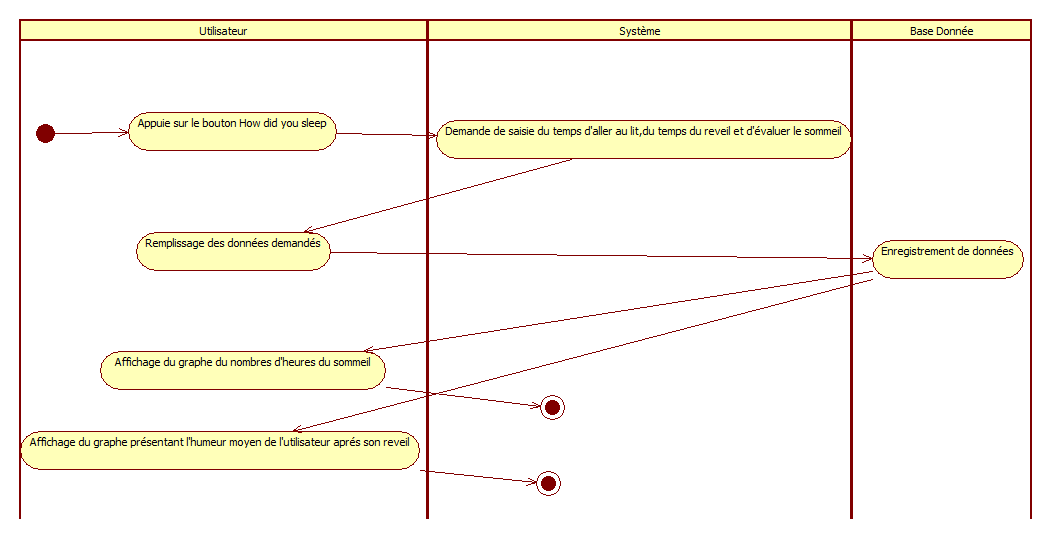 Utilisateur
Système
Base Donnée
Appuie sur le bouton How did you sleep
Demande de saisie du temps d'aller au lit,du temps du reveil et d'évaluer le sommeil
Remplissage des données demandés
Enregistrement de données
Affichage du graphe du nombres d'heures du sommeil
Affichage du graphe présentant l'humeur moyen de l'utilisateur aprés son reveil